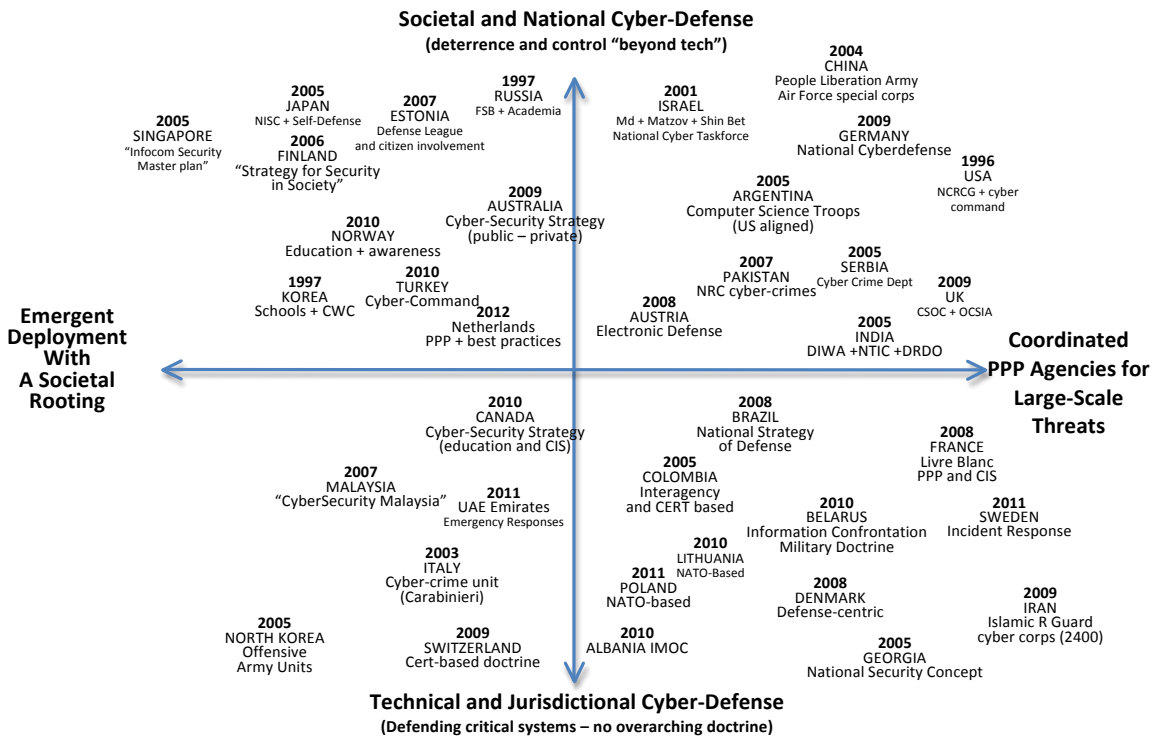 Societal and National Cyber-Defense
(deterrence and control “beyond tech”)
2005
SINGAPORE
“Infocom Security
Master plan”
2005
JAPAN
NISC + Self-Defense
2006
FINLAND
“Strategy for Security
in Society”
2007
ESTONIA
Defense League
and citizen involvement
1997
RUSSIA
FSB + Academia
2009
AUSTRALIA
Cyber-Security Strategy
(public – private)
2010
NORWAY
Education + awareness
1997
KOREA
Schools + CWC
2010
TURKEY
Cyber-Command
2012
Netherlands
PPP + best practices
2001
ISRAEL
Md + Matzov + Shin Bet
National Cyber Taskforce
2004
CHINA
People Liberation Army
Air Force special corps
2009
GERMANY
National Cyberdefense
1996
USA
NCRCG + cyber
command
2005
ARGENTINA
Computer Science Troops
(US aligned)
2007
PAKISTAN
NRC cyber-crimes
2005
SERBIA
Cyber Crime Dept
2009
UK
CSOC + OCSIA
2008
AUSTRIA
Electronic Defense
2005
INDIA
DIWA +NTIC +DRDO
Emergent
Deployment
With
A Societal
Rooting
Coordinated
PPP Agencies for
Large-Scale
Threats
2010
CANADA
Cyber-Security Strategy
(education and CIS)
2007
MALAYSIA
“CyberSecurity Malaysia”
2011
UAE Emirates
Emergency Responses
2003
ITALY
Cyber-crime unit
(Carabinieri)
2005
NORTH KOREA
Offensive
Army Units
2009
SWITZERLAND
Cert-based doctrine
2008
BRAZIL
National Strategy
of Defense
2005
COLOMBIA
Interagency
and CERT based
2008
FRANCE
Livre Blanc
PPP and CIS
2010
BELARUS
Information Confrontation
Military Doctrine
2011
SWEDEN
Incident Response
2010
LITHUANIA
NATO-Based
2011
POLAND
NATO-based
2008
DENMARK
Defense-centric
2009
IRAN
Islamic R Guard
cyber corps (2400)
2010
ALBANIA IMOC
2005
GEORGIA
National Security Concept
Technical and Jurisdictional Cyber-Defense
(Defending critical systems – no overarching doctrine)